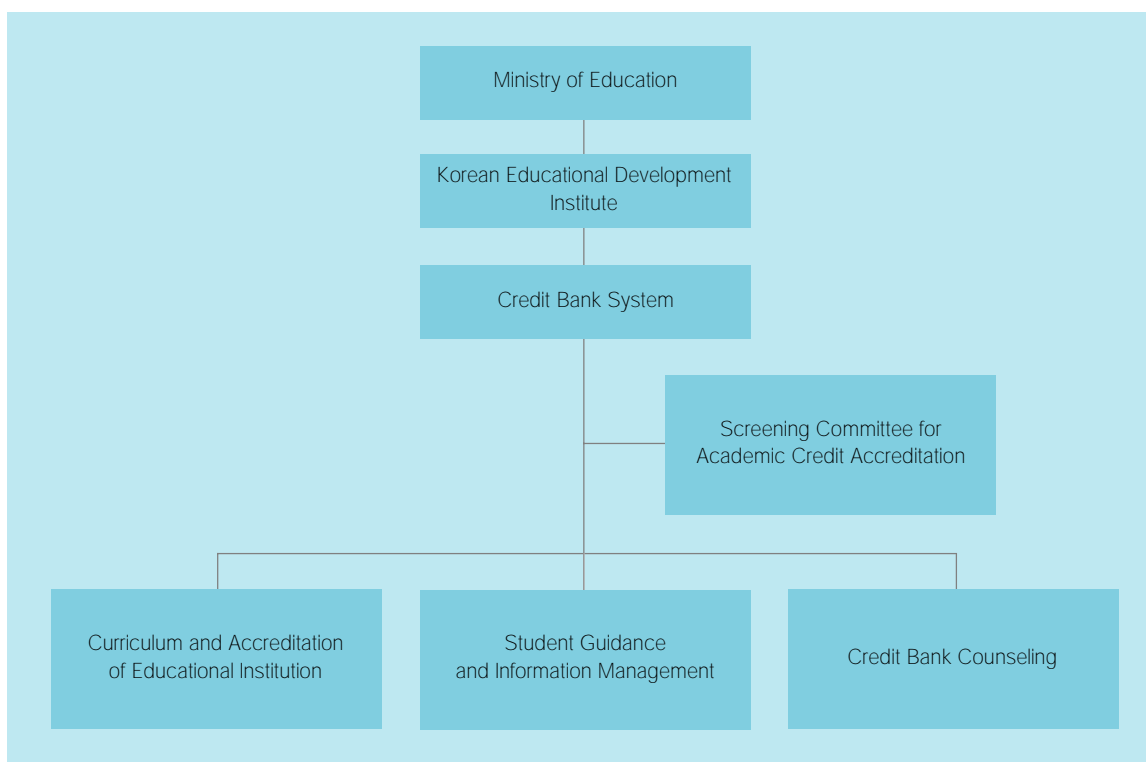 Ministry of Education
Korean Educational Development
Institute
Credit Bank System
Screening Committee for
Academic Credit Accreditation
Curriculum and Accreditation
of Educational Institution
Student Guidance
and Information Management
Credit Bank Counseling